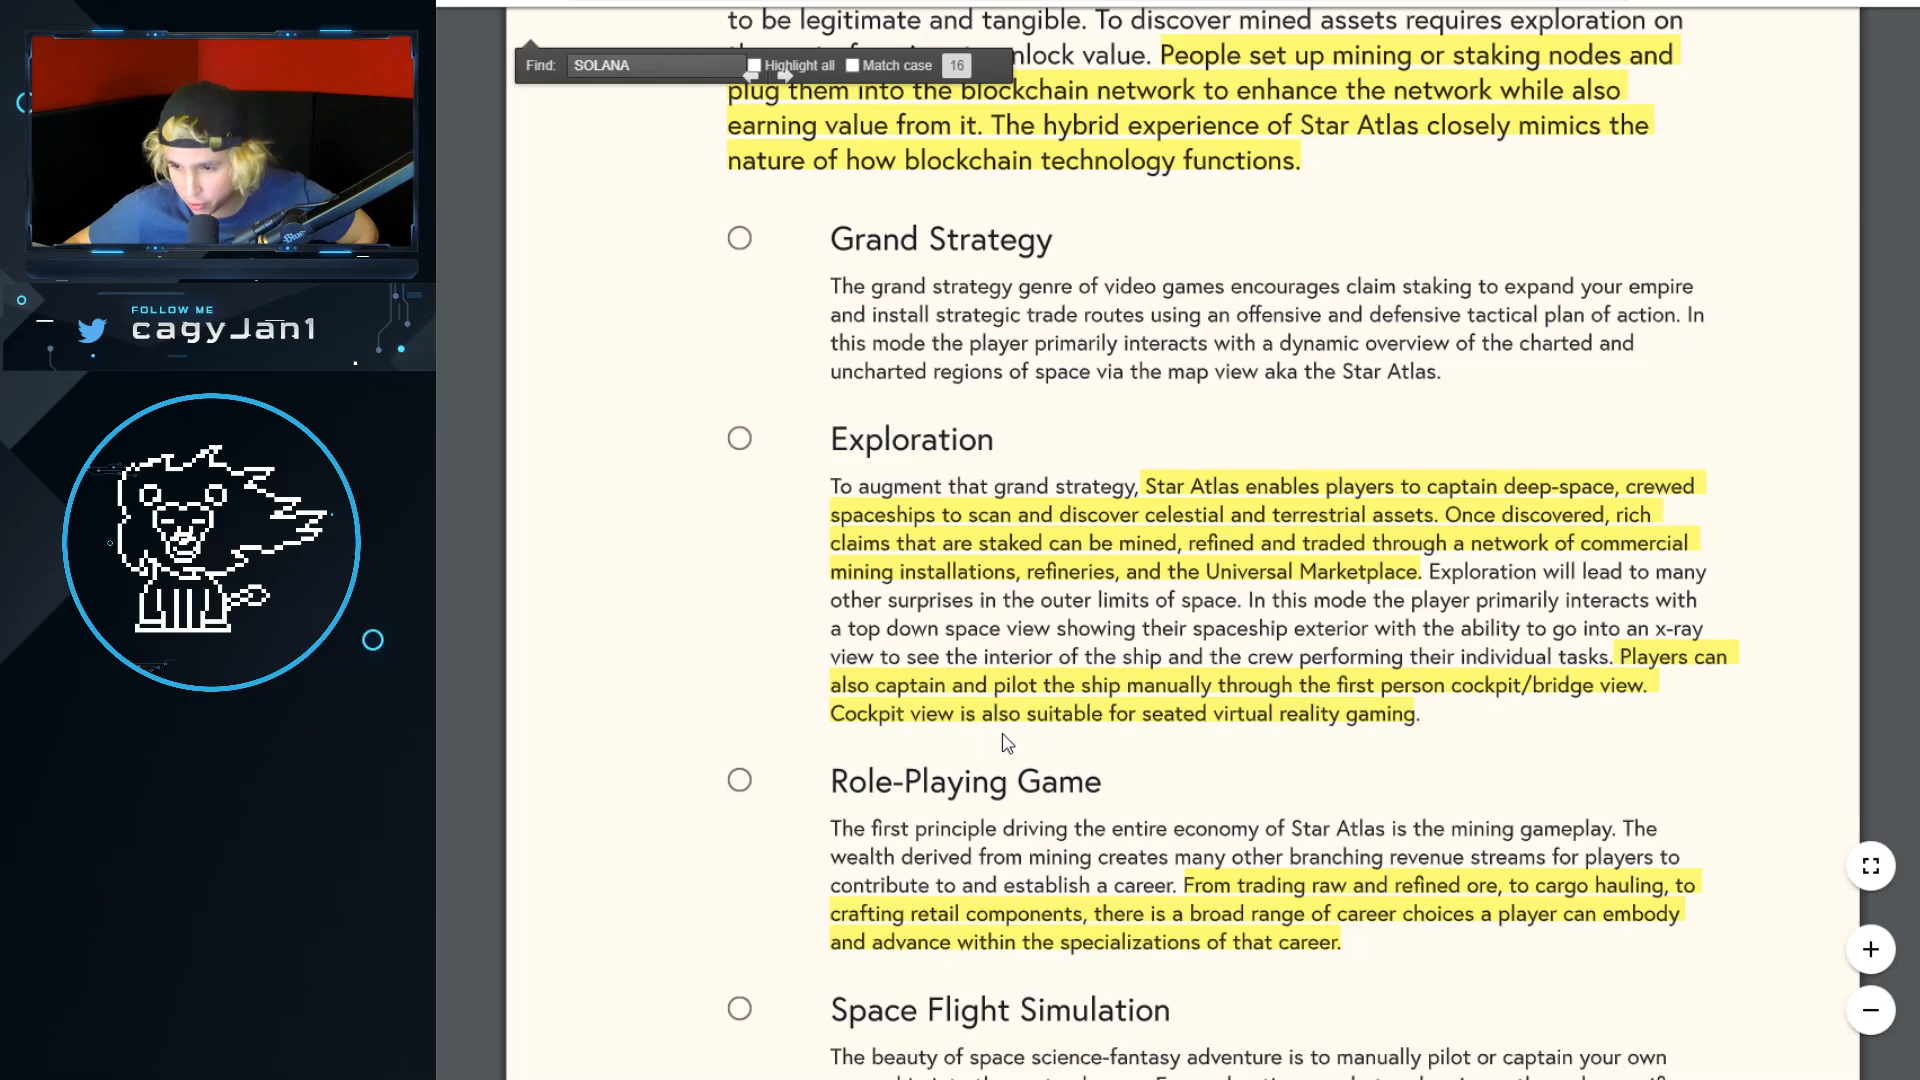 FOLLOW ME
cagyJan1
Find: SOLANA Highlight all Match case 16
to be legitimate and tangible. To discover mined assets requires exploration on
nlock value. People set up mining or staking nodes and
plug them into the blockchain network to enhance the network while also
earning value from it. The hybrid experience of Star Atlas closely mimics the
nature of how blockchain technology functions.
Grand Strategy
The grand strategy genre of video games encourages claim staking to expand your empire
and install strategic trade routes using an offensive and defensive tactical plan of action. In
this mode the player primarily interacts with a dynamic overview of the charted and
uncharted regions of space via the map view aka the Star Atlas.
Exploration
To augment that grand strategy, Star Atlas enables players to captain deep-space, crewed
spaceships to scan and discover celestial and terrestrial assets. Once discovered, rich
claims that are staked can be mined, refined and traded through a network of commercial
mining installations, refineries, and the Universal Marketplace. Exploration will lead to many
other surprises in the outer limits of space. In this mode the player primarily interacts with
a top down space view showing their spaceship exterior with the ability to go into an x-ray
view to see the interior of the ship and the crew performing their individual tasks. Players can
also captain and pilot the ship manually through the first person cockpit/bridge view.
Cockpit view is also suitable for seated virtual reality gaming.
Role-Playing Game
The first principle driving the entire economy of Star Atlas is the mining gameplay. The
wealth derived from mining creates many other branching revenue streams for players to
contribute to and establish a career. From trading raw and refined ore, to cargo hauling, to
crafting retail components, there is a broad range of career choices a player can embody
and advance within the specializations of that career.
Space Flight Simulation
The beauty of space science-fantasy adventure is to manually pilot or captain your own